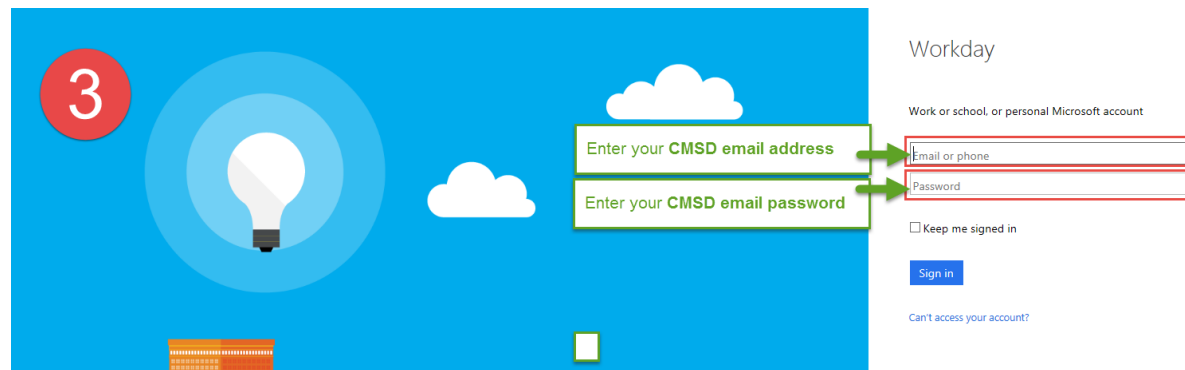 3
Workday
Work or school, or personal Microsoft account
Enter your CMSD email address
Email or phone
Enter your CMSD email password
Password
Keep me signed in
Sign in
Can't access your account?